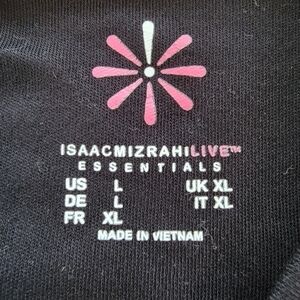 ISAACMIZRAHILIVE™
ESSENTIALS
US L UK XL
DE L IT XL
FR XL
MADE IN VIETNAM